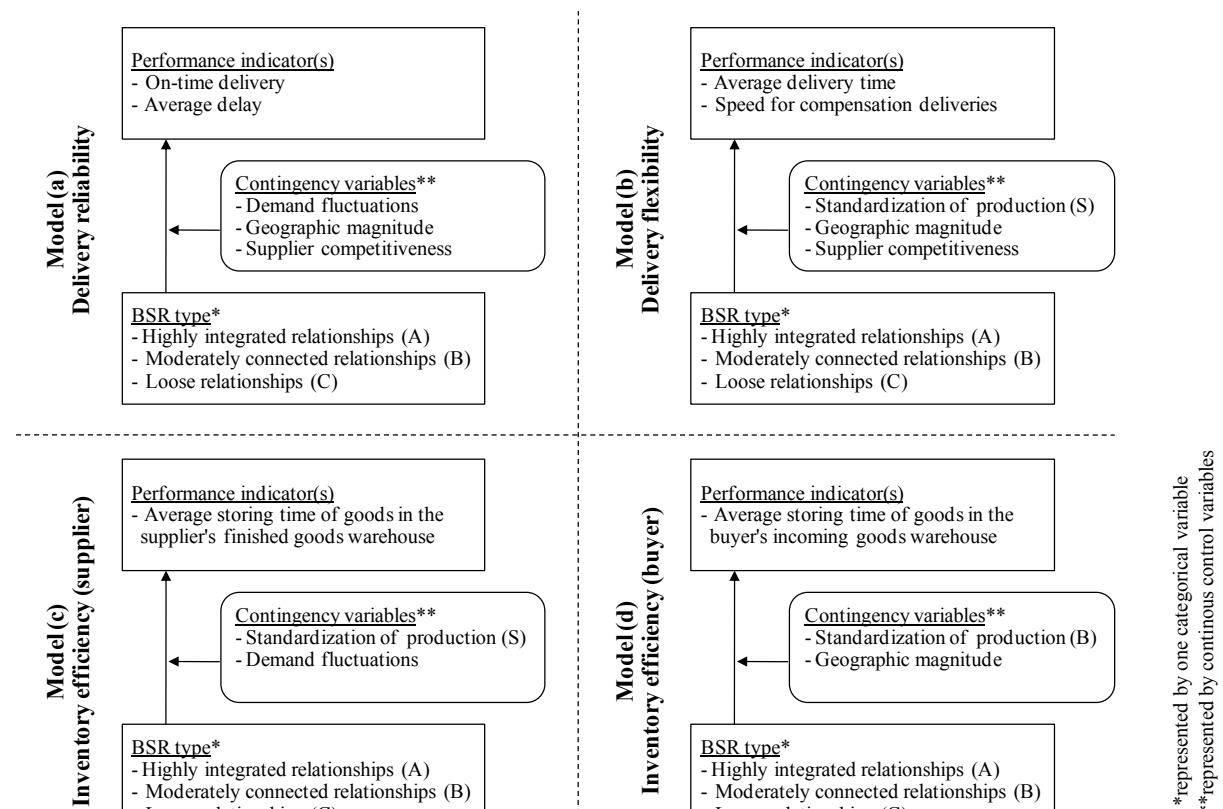 Model (a)
Delivery reliability
Performance indicator(s)
- On-time delivery
- Average delay
Contingency variables**
- Demand fluctuations
- Geographic magnitude
- Supplier competitiveness
BSR type*
- Highly integrated relationships (A)
- Moderately connected relationships (B)
- Loose relationships (C)
Model (b)
Delivery flexibility
Performance indicator(s)
- Average delivery time
- Speed for compensation deliveries
Contingency variables**
- Standardization of production (S)
- Geographic magnitude
- Supplier competitiveness
BSR type*
- Highly integrated relationships (A)
- Moderately connected relationships (B)
- Loose relationships (C)
Model (c)
Inventory efficiency (supplier)
Performance indicator(s)
- Average storing time of goods in the
supplier's finished goods warehouse
Contingency variables**
- Standardization of production (S)
- Demand fluctuations
BSR type*
- Highly integrated relationships (A)
- Moderately connected relationships (B)
Model (d)
Inventory efficiency (buyer)
Performance indicator(s)
- Average storing time of goods in the
buyer's incoming goods warehouse
Contingency variables**
- Standardization of production (B)
- Geographic magnitude
BSR type*
- Highly integrated relationships (A)
- Moderately connected relationships (B)
*represented by one categorical variable
**represented by continous control variables